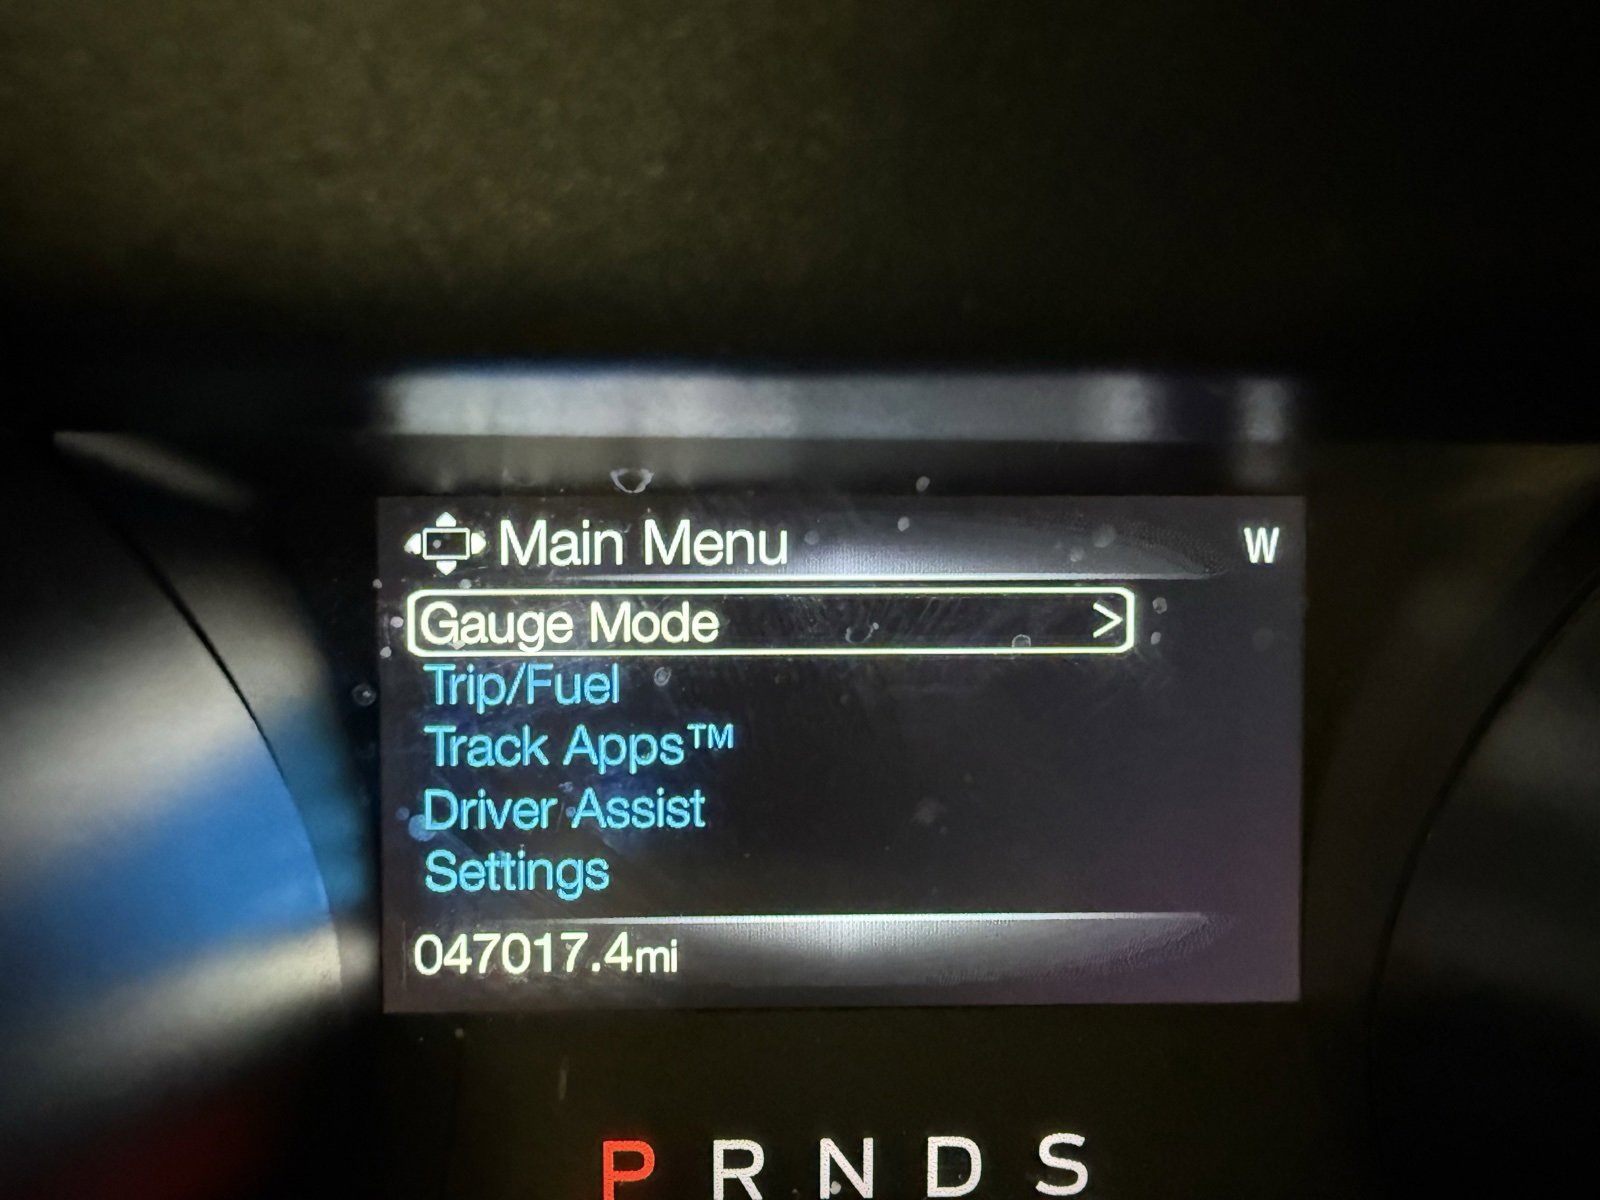 Main Menu W
Gauge Mode >
Trip/Fuel
Track Apps™
Driver Assist
Settings
047017.4mi
P R N D S